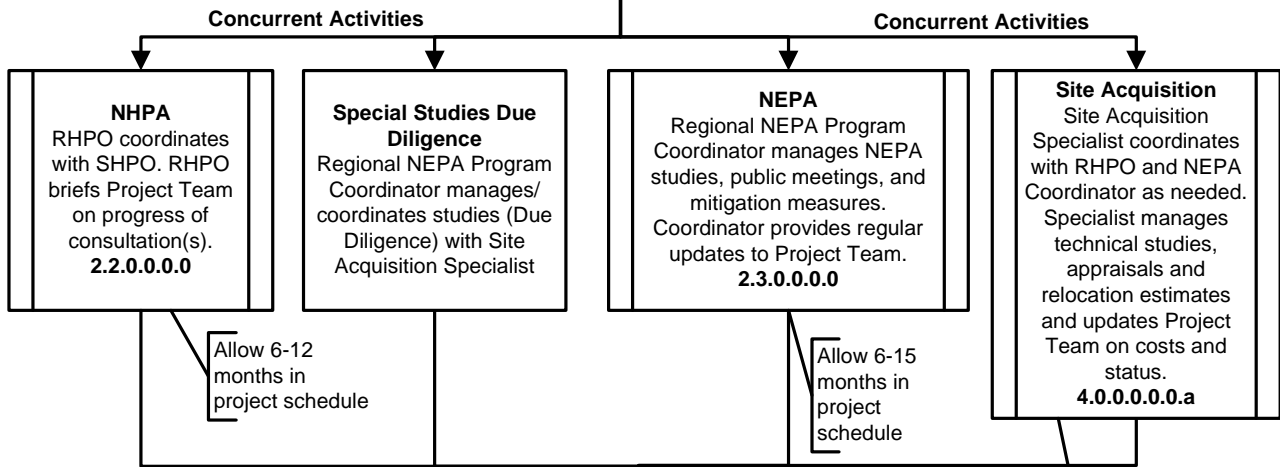 Concurrent Activities
Concurrent Activities
NHPA
RHPO coordinates
with SHPO. RHPO
briefs Project Team
on progress of
consultation(s).
2.2.0.0.0.0
Special Studies Due
Diligence
Regional NEPA Program
Coordinator manages/
coordinates studies (Due
Diligence) with Site
Acquisition Specialist
NEPA
Regional NEPA Program
Coordinator manages NEPA
studies, public meetings, and
mitigation measures.
Coordinator provides regular
updates to Project Team.
2.3.0.0.0.0
Site Acquisition
Site Acquisition
Specialist coordinates
with RHPO and NEPA
Coordinator as needed.
Specialist manages
technical studies,
appraisals and
relocation estimates
and updates Project
Team on costs and
status.
4.0.0.0.0.0.a
Allow 6-12
months in
project schedule
Allow 6-15
months in
project
schedule